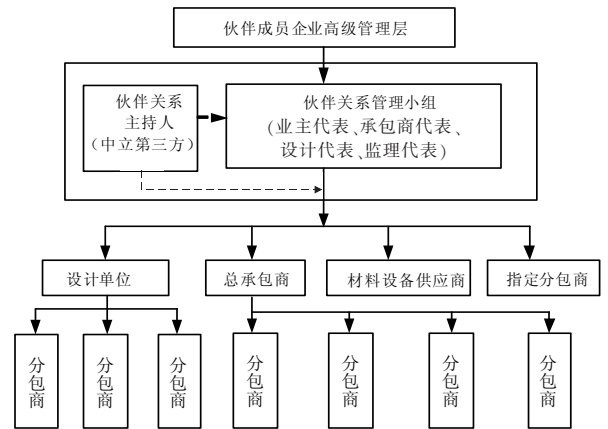 伙伴成员企业高级管理层
伙伴关系
主持人
（中立第三方）
伙伴关系管理小组
(业主代表、承包商代表、
设计代表、监理代表)
设计单位
总承包商
材料设备供应商
指定分包商
分包商
分包商
分包商
分包商
分包商
分包商
分包商